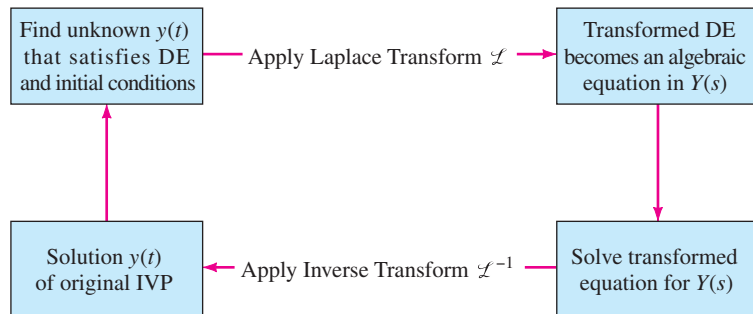 Find unknown y(t)
that satisfies DE
and initial conditions
Apply Laplace Transform ℒ
Transformed DE
becomes an algebraic
equation in Y(s)
Solution y(t)
of original IVP
Apply Inverse Transform ℒ⁻¹
Solve transformed
equation for Y(s)